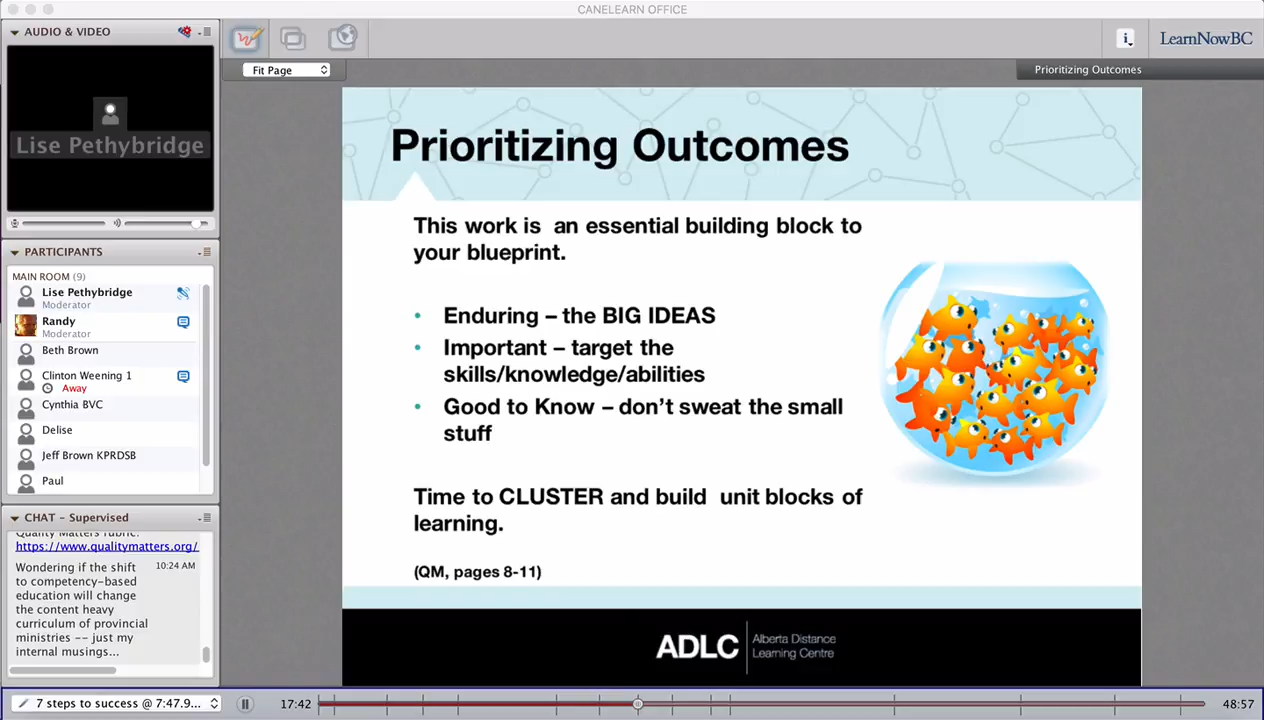 CANELEARN OFFICE
AUDIO & VIDEO
LearnNowBC
Fit Page
Prioritizing Outcomes
Lise Pethybridge
PARTICIPANTS
MAIN ROOM (9)
Lise Pethybridge
Moderator
Randy
Moderator
Beth Brown
Clinton Weening 1
Away
Cynthia BVC
Delise
Jeff Brown KPRDSB
Paul
CHAT – Supervised
Quality Matters rubric:
https://www.qualitymatters.org/
Wondering if the shift
10:24 AM
to competency-based
education will change
the content heavy
curriculum of provincial
ministries -- just my
internal musings...
Prioritizing Outcomes
This work is an essential building block to
your blueprint.
• Enduring – the BIG IDEAS
• Important – target the
skills/knowledge/abilities
• Good to Know – don’t sweat the small
stuff
Time to CLUSTER and build unit blocks of
learning.
(QM, pages 8-11)
ADLC
Alberta Distance
Learning Centre
7 steps to success @ 7:47.9...
17:42
48:57